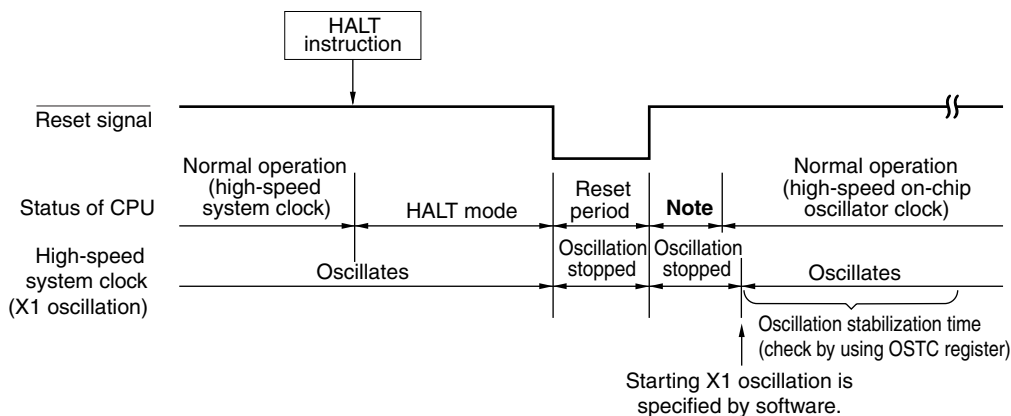 HALT
instruction
Reset signal
Normal operation
(high-speed
system clock)
Status of CPU
HALT mode
Reset
period
Note
Normal operation
(high-speed on-chip
oscillator clock)
High-speed
system clock
(X1 oscillation)
Oscillates
Oscillation
stopped
Oscillation
stopped
Oscillates
Oscillation stabilization time
(check by using OSTC register)
Starting X1 oscillation is
specified by software.